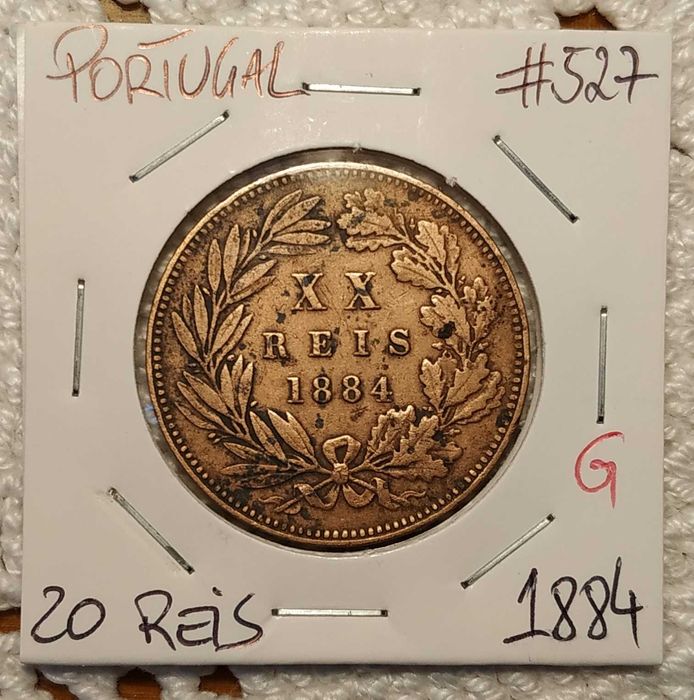 PORTUGAL #527
XX
REIS
1884
G
20 REIS 1884